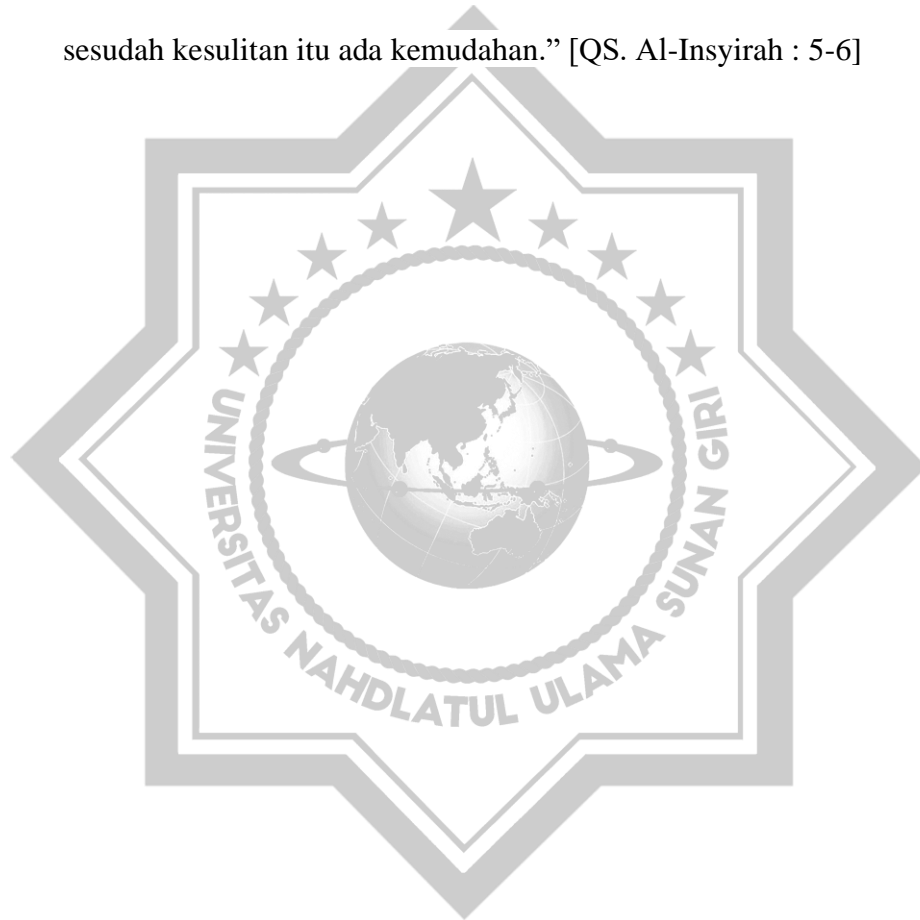 sesudah kesulitan itu ada kemudahan.” [QS. Al-Insyirah : 5-6]
UNIVERSITAS NAHDLATUL ULAMA SUNAN GIRI